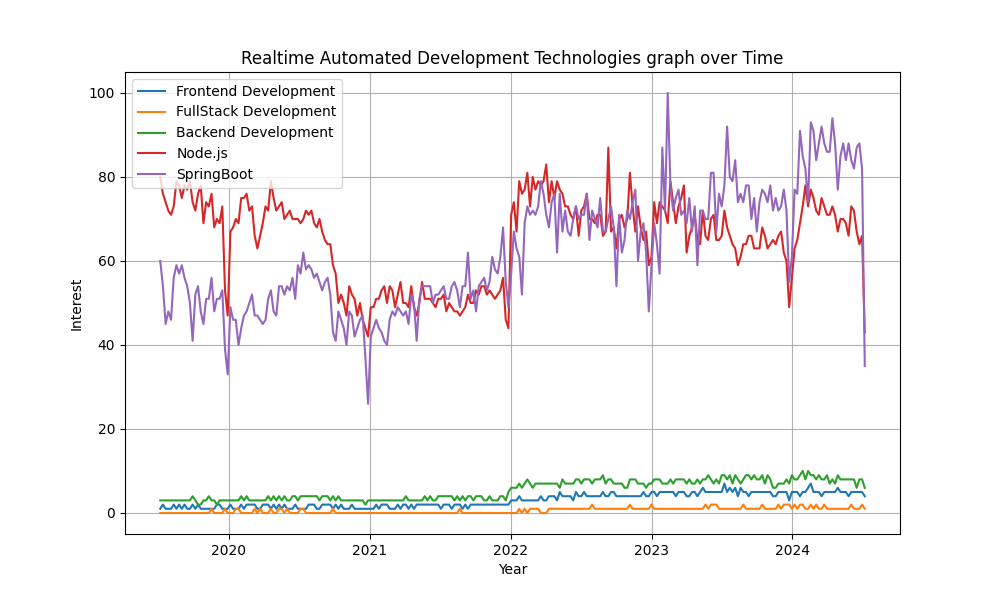 Realtime Automated Development Technologies graph over Time
Frontend Development
FullStack Development
Backend Development
Node.js
SpringBoot
100
80
60
40
20
0
Interest
2020 2021 2022 2023 2024
Year